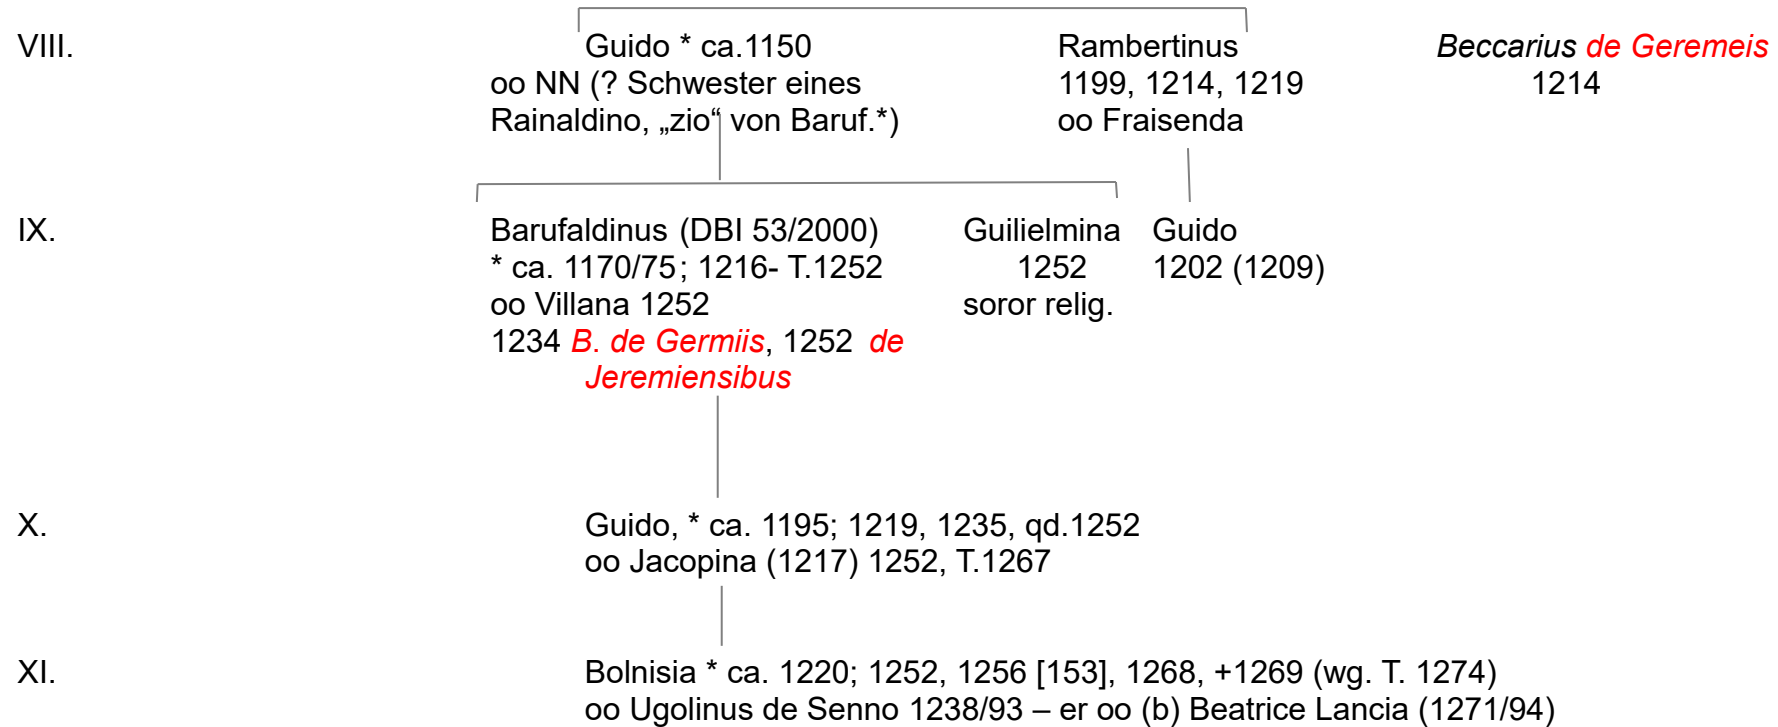 VIII. Guido * ca.1150 Rambertinus Beccarius de Geremeis
oo NN (? Schwester eines 1199, 1214, 1219 1214
Rainaldino, „zio“ von Baruf.*) oo Fraisenda
IX. Barufaldinus (DBI 53/2000) Guilielmina Guido
* ca. 1170/75; 1216- T.1252 1252 1202 (1209)
oo Villana 1252 soror relig.
1234 B. de Germiis, 1252 de
Jeremiensibus
X. Guido, * ca. 1195; 1219, 1235, qd.1252
oo Jacopina (1217) 1252, T.1267
XI. Bolnisia * ca. 1220; 1252, 1256 [153], 1268, +1269 (wg. T. 1274)
oo Ugolinus de Senno 1238/93 – er oo (b) Beatrice Lancia (1271/94)